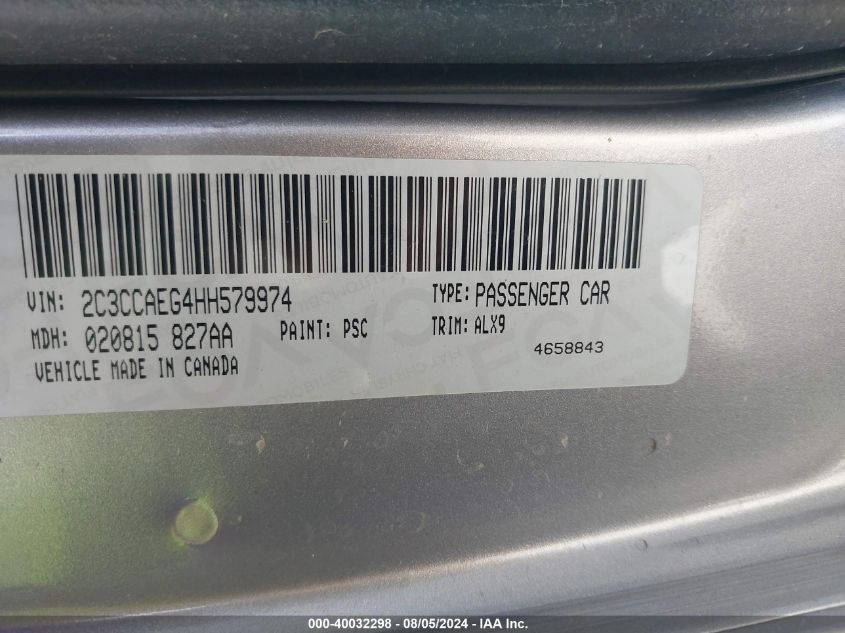 VIN: 2C3CCAEG4HH579974 TYPE: PASSENGER CAR
MDH: 020815 827AA PAINT: PSC TRIM: ALX9
VEHICLE MADE IN CANADA 4658843
000-40032298 - 08/05/2024 - IAA Inc.